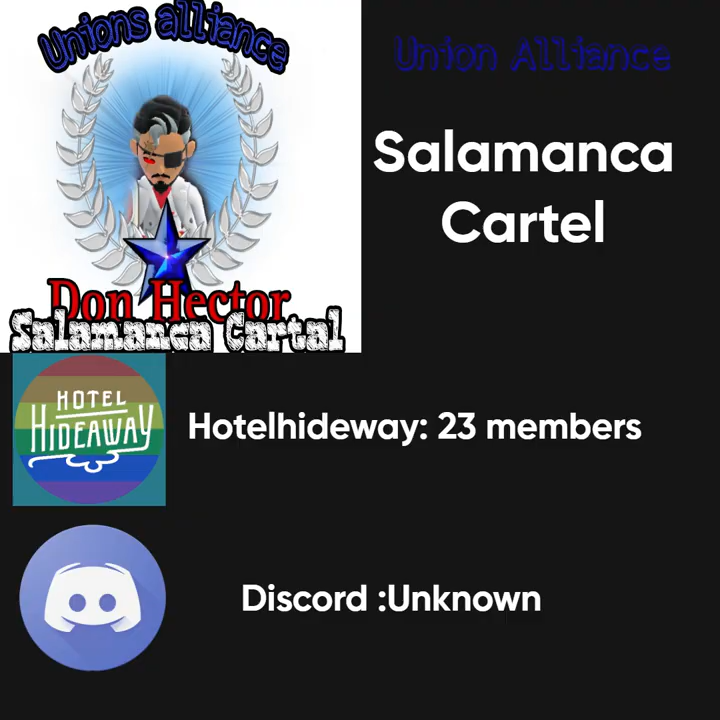 Unions alliance
Don Hector
Salamanca Cartal
Union Alliance
Salamanca
Cartel
HOTEL
HIDEAWAY
Hotelhideway: 23 members
Discord :Unknown